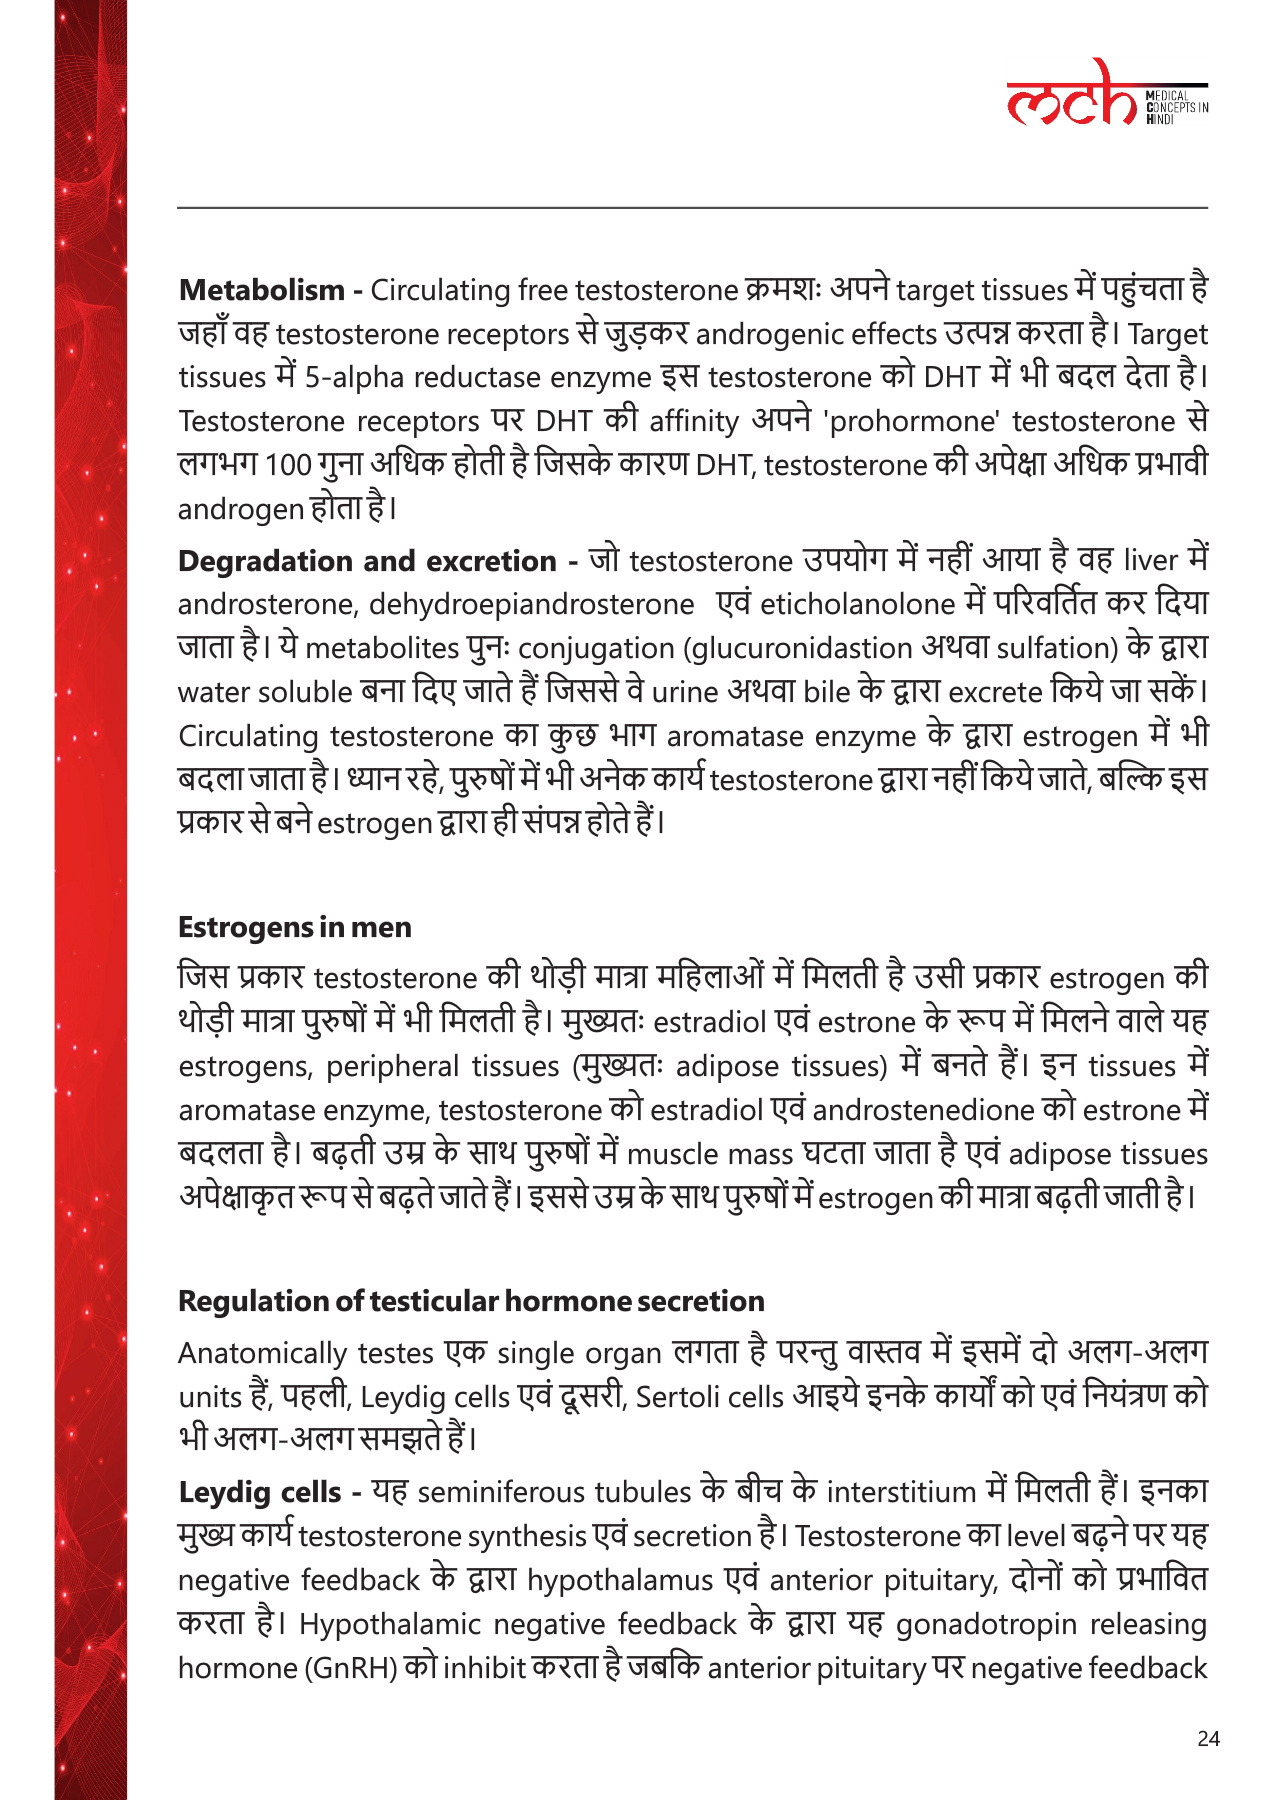 mch MEDICAL
CONCEPTS IN
HINDI
Metabolism - Circulating free testosterone क्रमशः अपने target tissues में पहुंचता है
जहाँ वह testosterone receptors से जुड़कर androgenic effects उत्पन्न करता है। Target
tissues में 5-alpha reductase enzyme इस testosterone को DHT में भी बदल देता है।
Testosterone receptors पर DHT की affinity अपने 'prohormone' testosterone से
लगभग 100 गुना अधिक होती है जिसके कारण DHT, testosterone की अपेक्षा अधिक प्रभावी
androgen होता है।
Degradation and excretion - जो testosterone उपयोग में नहीं आया है वह liver में
androsterone, dehydroepiandrosterone एवं eticholanolone में परिवर्तित कर दिया
जाता है। ये metabolites पुनः conjugation (glucuronidastion अथवा sulfation) के द्वारा
water soluble बना दिए जाते हैं जिससे वे urine अथवा bile के द्वारा excrete किये जा सकें।
Circulating testosterone का कुछ भाग aromatase enzyme के द्वारा estrogen में भी
बदला जाता है। ध्यान रहे, पुरुषों में भी अनेक कार्य testosterone द्वारा नहीं किये जाते, बल्कि इस
प्रकार से बने estrogen द्वारा ही संपन्न होते हैं।
Estrogens in men
जिस प्रकार testosterone की थोड़ी मात्रा महिलाओं में मिलती है उसी प्रकार estrogen की
थोड़ी मात्रा पुरुषों में भी मिलती है। मुख्यतः estradiol एवं estrone के रूप में मिलने वाले यह
estrogens, peripheral tissues (मुख्यतः adipose tissues) में बनते हैं। इन tissues में
aromatase enzyme, testosterone को estradiol एवं androstenedione को estrone में
बदलता है। बढ़ती उम्र के साथ पुरुषों में muscle mass घटता जाता है एवं adipose tissues
अपेक्षाकृत रूप से बढ़ते जाते हैं। इससे उम्र के साथ पुरुषों में estrogen की मात्रा बढ़ती जाती है।
Regulation of testicular hormone secretion
Anatomically testes एक single organ लगता है परन्तु वास्तव में इसमें दो अलग-अलग
units हैं, पहली, Leydig cells एवं दूसरी, Sertoli cells आइये इनके कार्यों को एवं नियंत्रण को
भी अलग-अलग समझते हैं।
Leydig cells - यह seminiferous tubules के बीच के interstitium में मिलती हैं। इनका
मुख्य कार्य testosterone synthesis एवं secretion है। Testosterone का level बढ़ने पर यह
negative feedback के द्वारा hypothalamus एवं anterior pituitary, दोनों को प्रभावित
करता है। Hypothalamic negative feedback के द्वारा यह gonadotropin releasing
hormone (GnRH) को inhibit करता है जबकि anterior pituitary पर negative feedback
24